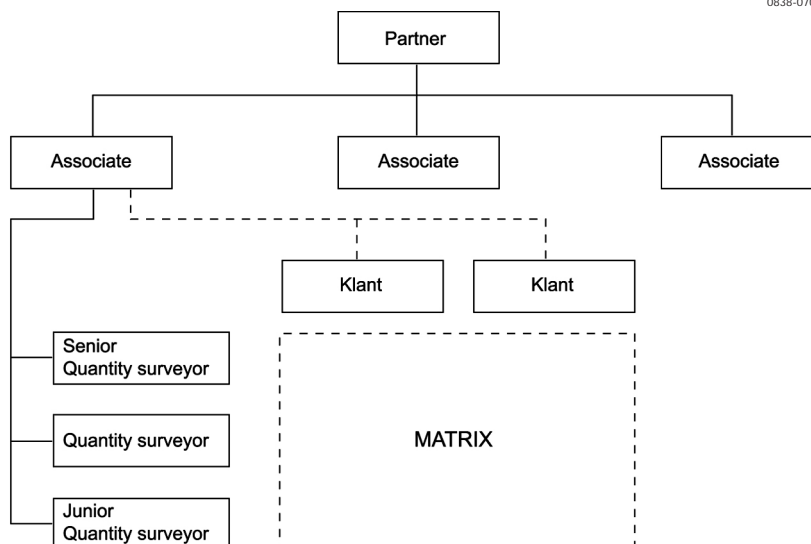 Partner
Associate
Associate
Associate
Klant
Klant
Senior
Quantity surveyor
Quantity surveyor
MATRIX
Junior
Quantity surveyor